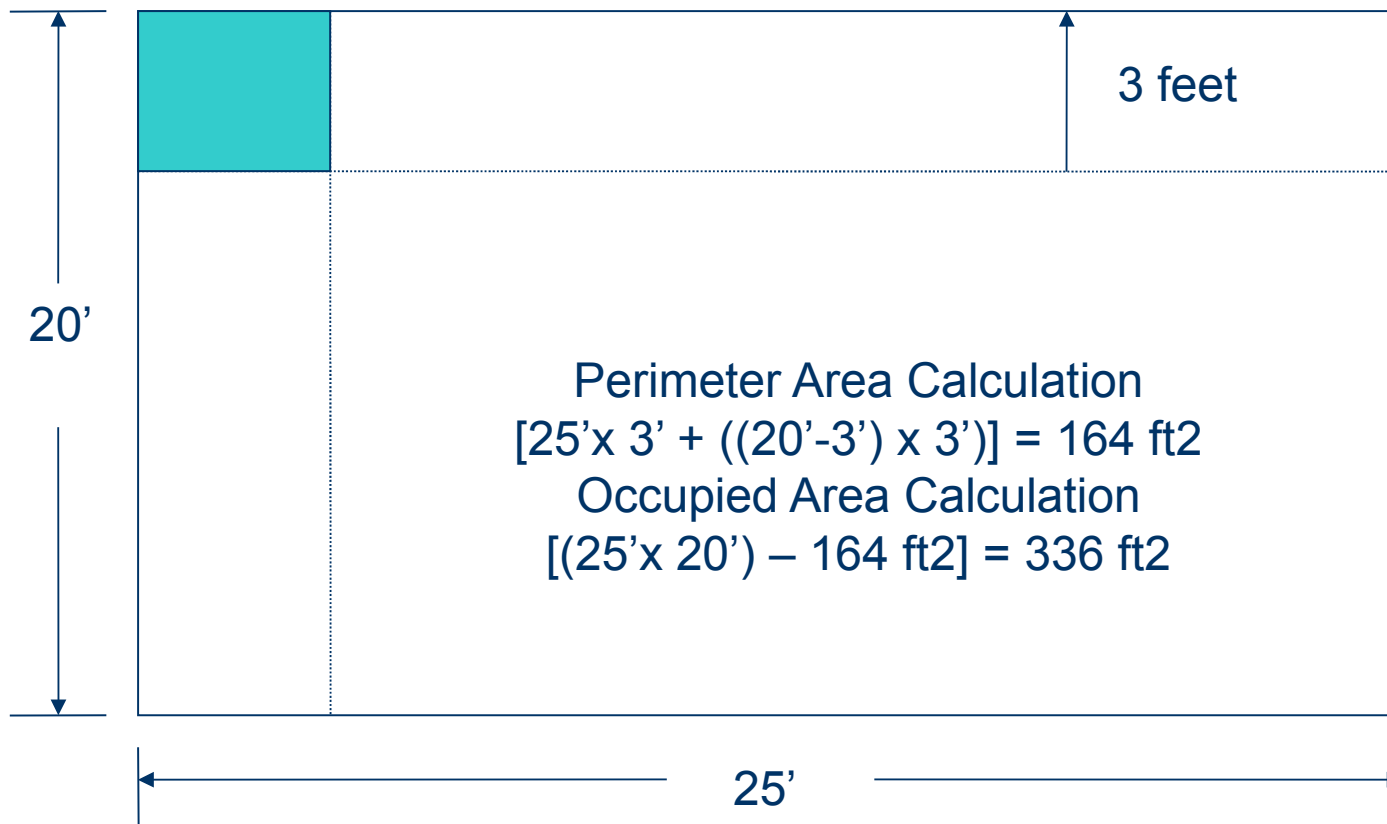 3 feet
20’
Perimeter Area Calculation
[25’x 3’ + ((20’-3’) x 3’)] = 164 ft2
Occupied Area Calculation
[(25’x 20’) – 164 ft2] = 336 ft2
25’